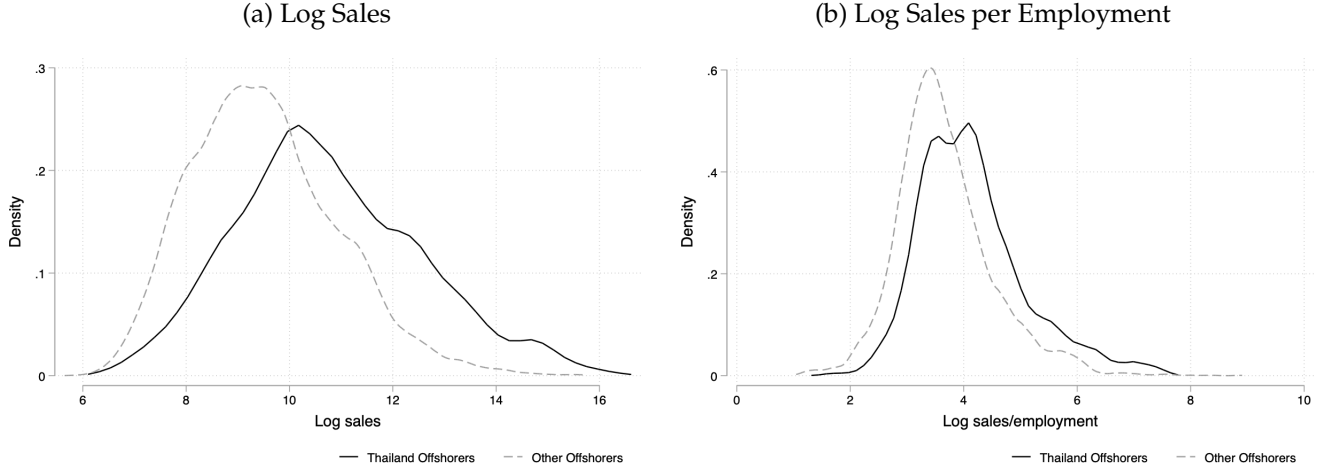 (a) Log Sales
.3
.2
.1
0
Density
6 8 10 12 14 16
Log sales
Thailand Offshorers Other Offshorers
(b) Log Sales per Employment
.6
.4
.2
0
Density
0 2 4 6 8 10
Log sales/employment
Thailand Offshorers Other Offshorers